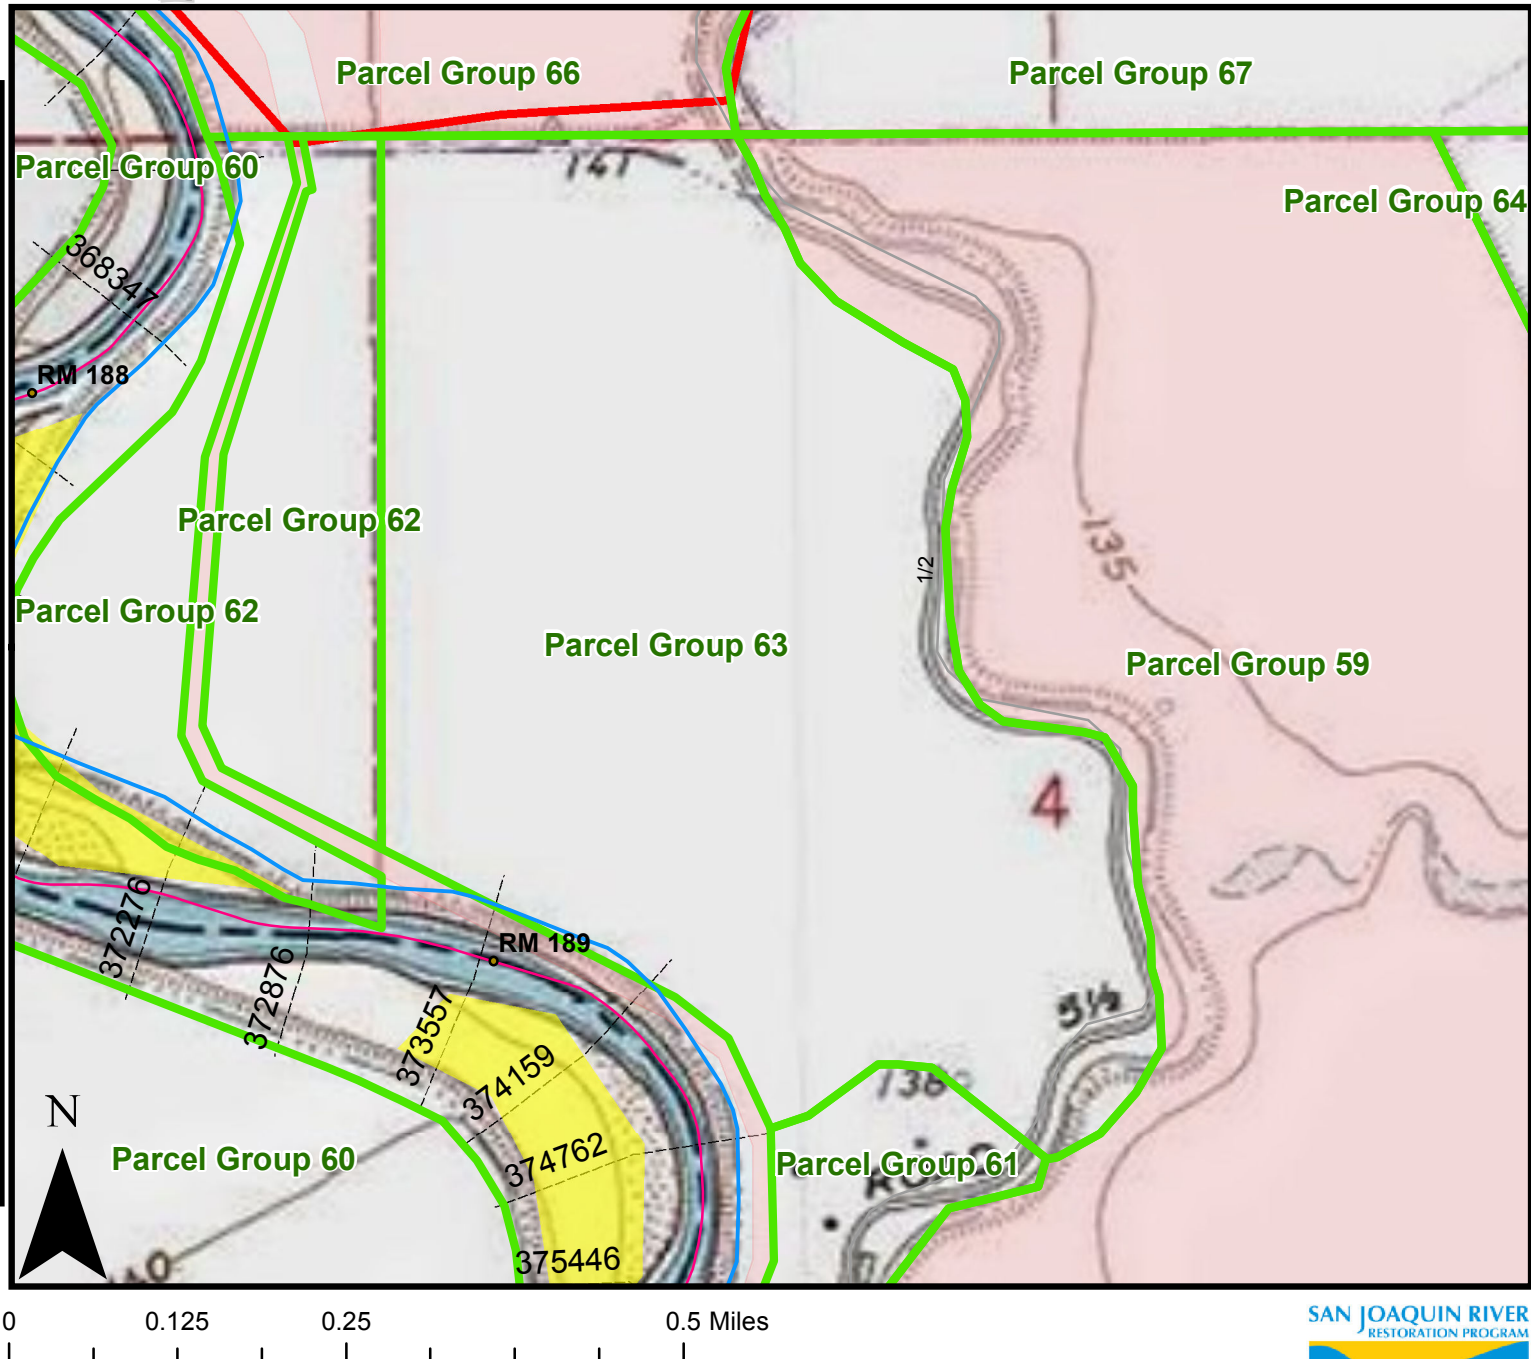 Parcel Group 66
Parcel Group 67
141
Parcel Group 60
Parcel Group 64
368347
RM 188
Parcel Group 62
135
1/2
Parcel Group 62
Parcel Group 63
Parcel Group 59
4
372276
RM 189
372876
373557
5½
374159
138
N
Parcel Group 60
374762
Parcel Group 61
375446
0 0.125 0.25 0.5 Miles
SAN JOAQUIN RIVER
RESTORATION PROGRAM